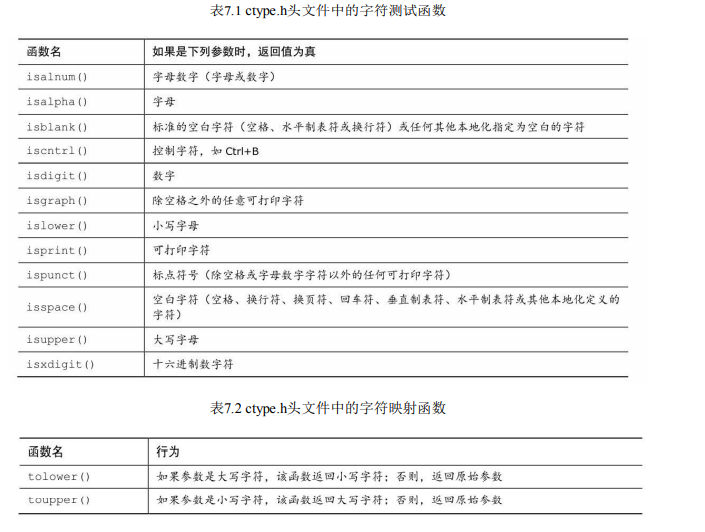 表7.1 ctype.h头文件中的字符测试函数
函数名 如果是下列参数时，返回值为真
isalnum() 字母数字（字母或数字）
isalpha() 字母
isblank() 标准的空白字符（空格、水平制表符或换行符）或任何其他本地化指定为空白的字符
iscntrl() 控制字符，如 Ctrl+B
isdigit() 数字
isgraph() 除空格之外的任意可打印字符
islower() 小写字母
isprint() 可打印字符
ispunct() 标点符号（除空格或字母数字字符以外的任何可打印字符）
isspace() 空白字符（空格、换行符、换页符、回车符、垂直制表符、水平制表符或其他本地化定义的
字符）
isupper() 大写字母
isxdigit() 十六进制数字符
表7.2 ctype.h头文件中的字符映射函数
函数名 行为
tolower() 如果参数是大写字符，该函数返回小写字符；否则，返回原始参数
toupper() 如果参数是小写字符，该函数返回大写字符；否则，返回原始参数